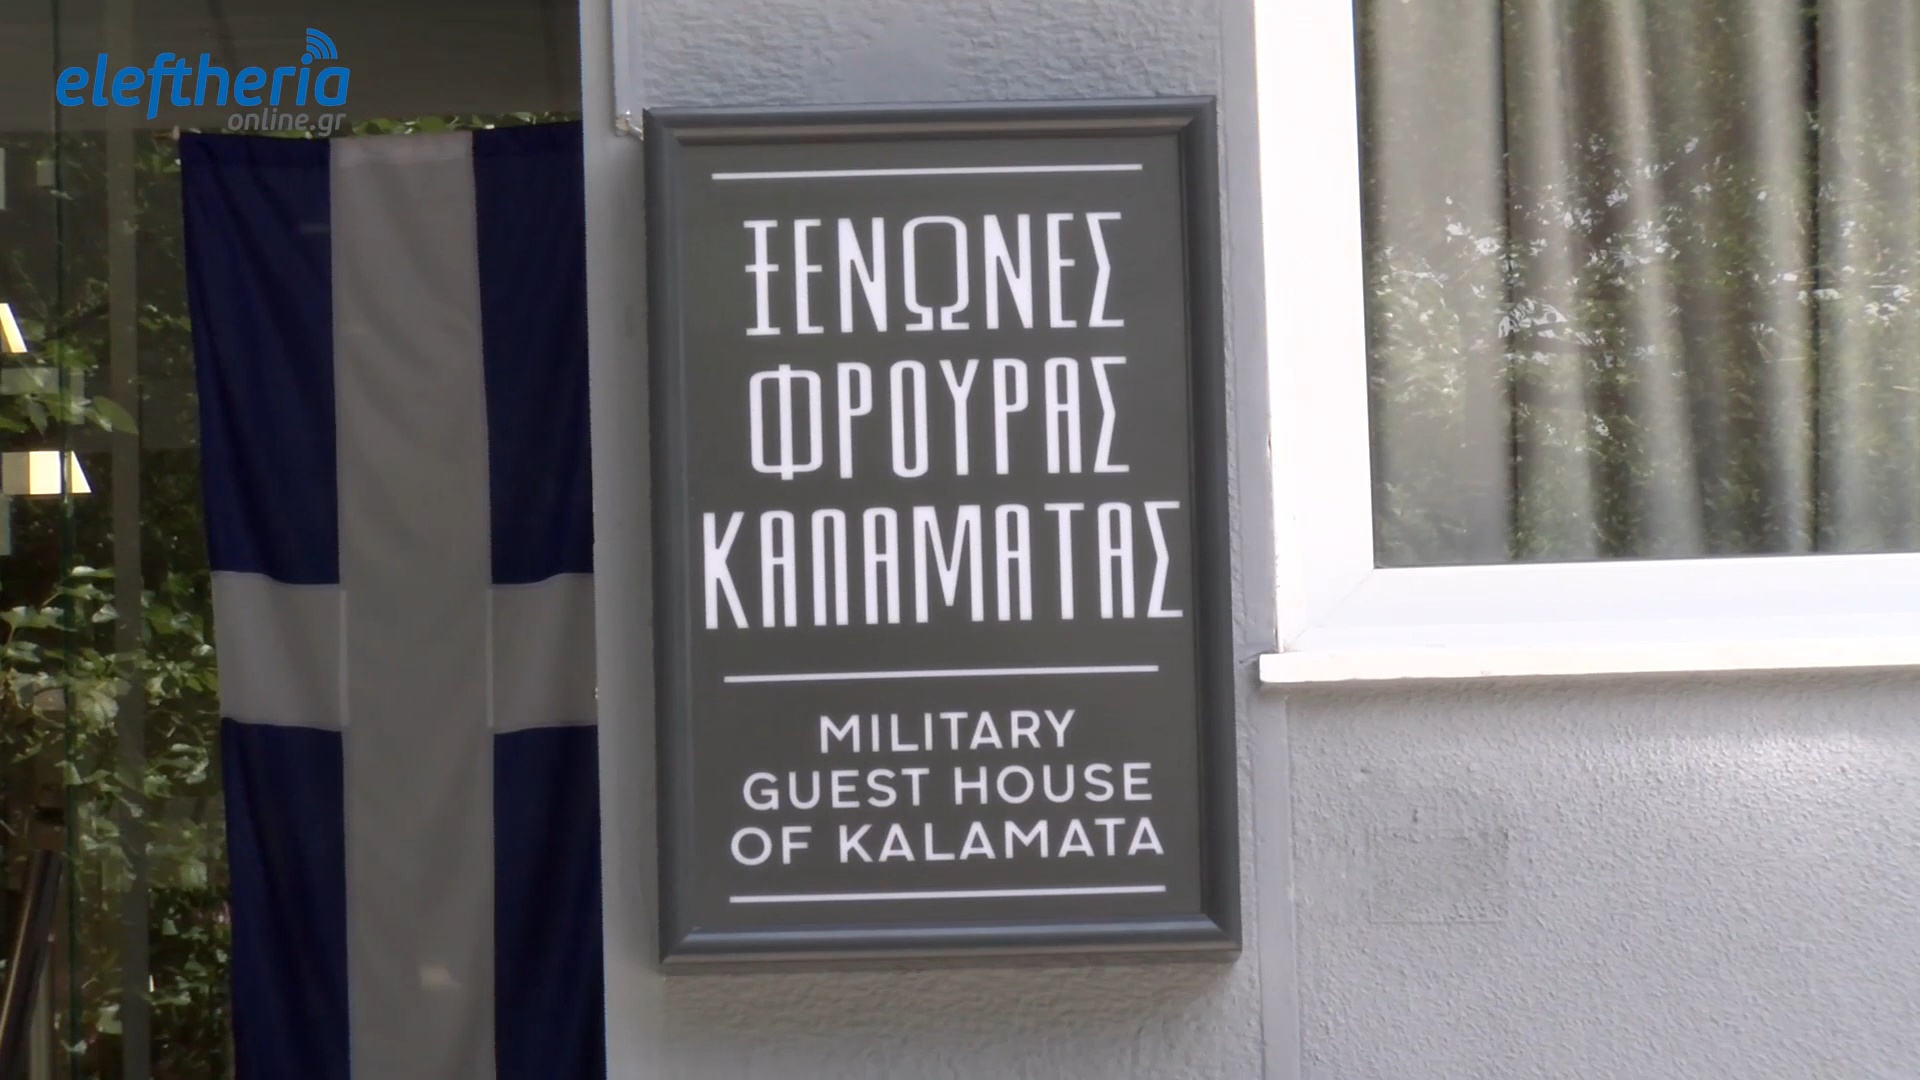 eleftheria
online.gr
ΞΕΝΩΝΕΣ
ΦΡΟΥΡΑΣ
ΚΑΛΑΜΑΤΑΣ
MILITARY
GUEST HOUSE
OF KALAMATA